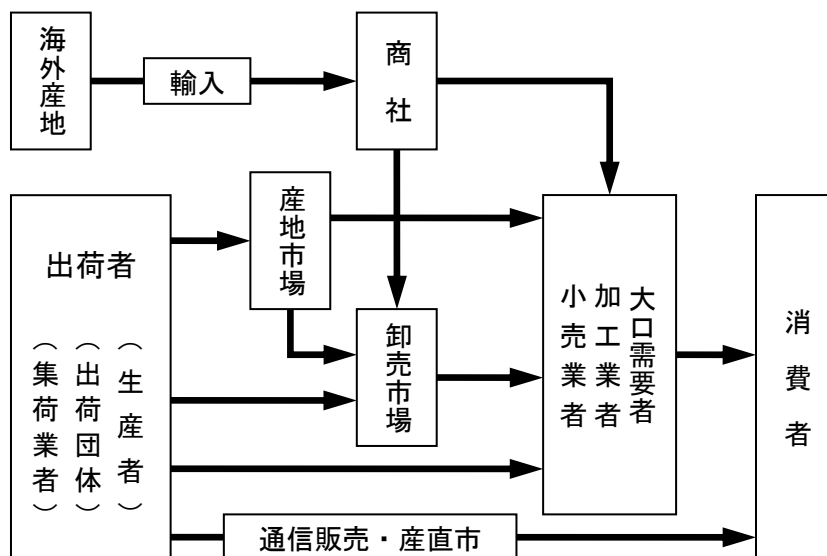 海外産地
輸入
商社
出荷者
（生産者）
（出荷団体）
（集荷業者）
産地市場
卸売市場
大口需要者
加工業者
小売業者
消費者
通信販売・産直市